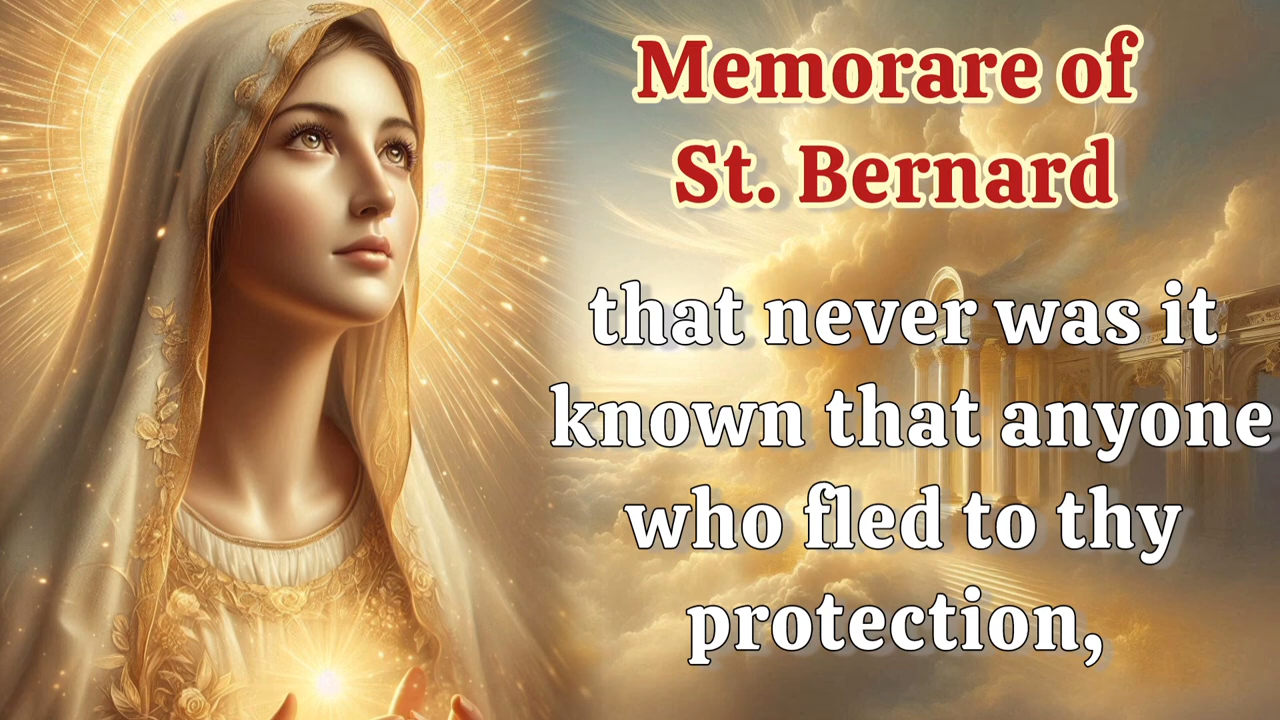 Memorare of
St. Bernard
that never was it
known that anyone
who fled to thy
protection,